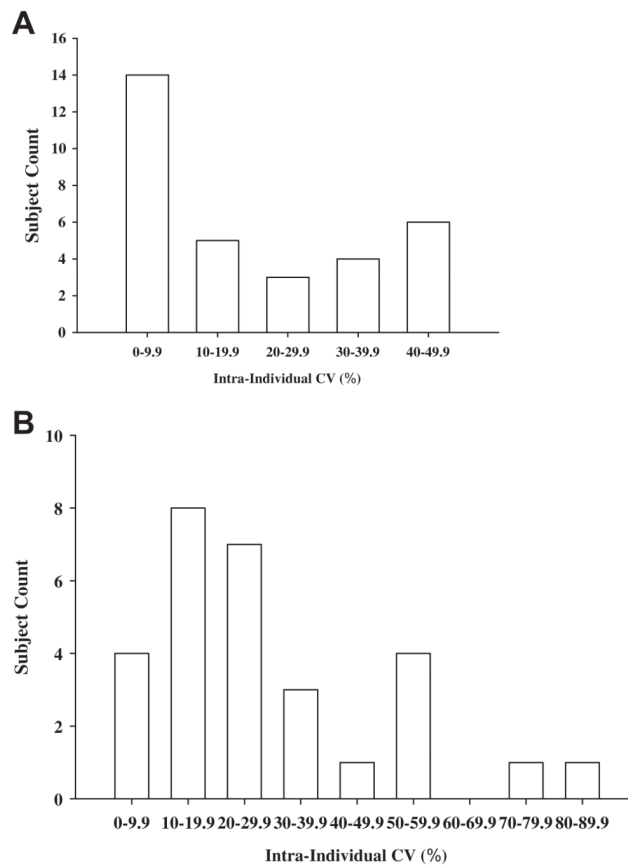 A
16
14
12
10
8
6
4
2
0
Subject Count
0-9.9 10-19.9 20-29.9 30-39.9 40-49.9
Intra-Individual CV (%)
B
10
8
6
4
2
0
Subject Count
0-9.9 10-19.9 20-29.9 30-39.9 40-49.9 50-59.9 60-69.9 70-79.9 80-89.9
Intra-Individual CV (%)